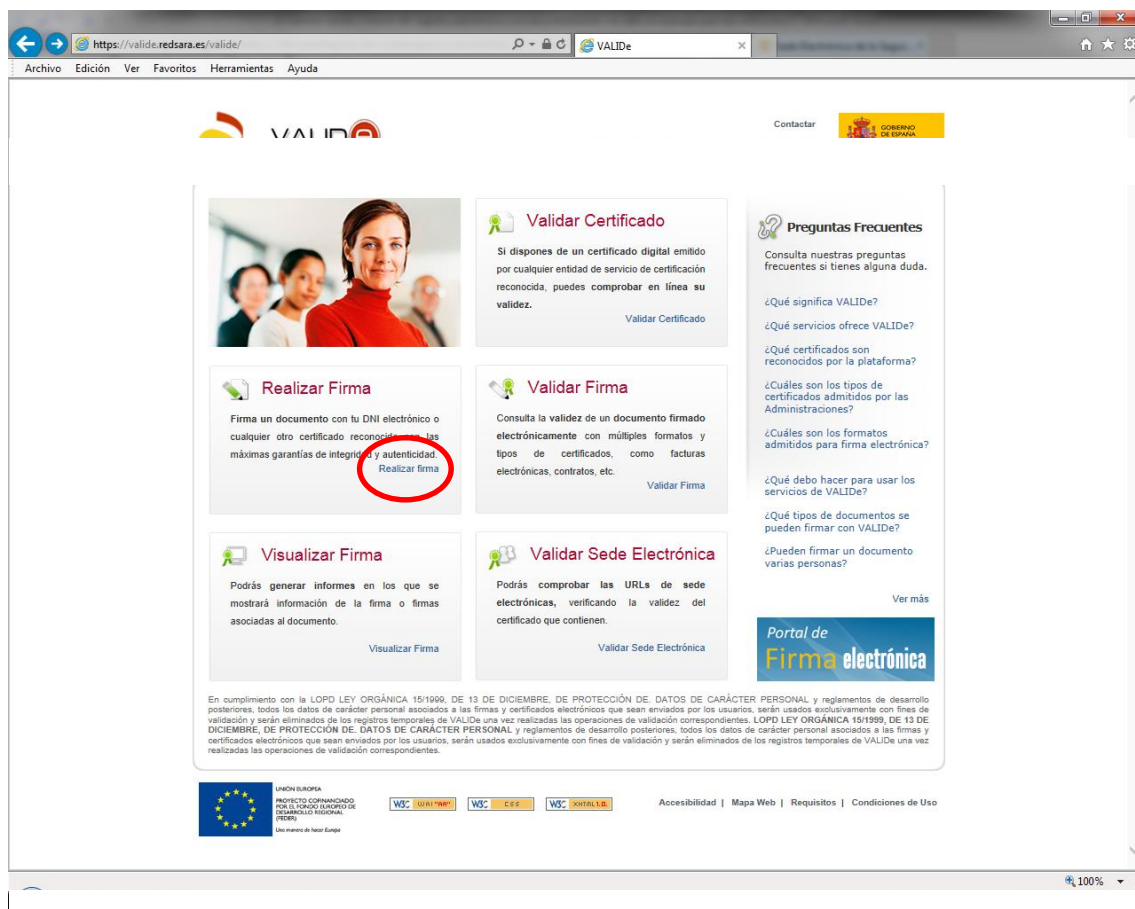 https://valide.redsara.es/valide/
VALIDe
Archivo Edición Ver Favoritos Herramientas Ayuda
VALIDe
Contactar
GOBIERNO
DE ESPAÑA
Validar Certificado
Si dispones de un certificado digital emitido
por cualquier entidad de servicio de certificación
reconocida, puedes comprobar en línea su
validez.
Validar Certificado
Realizar Firma
Firma un documento con tu DNI electrónico o
cualquier otro certificado reconocido con las
máximas garantías de integridad y autenticidad.
Realizar firma
Validar Firma
Consulta la validez de un documento firmado
electrónicamente con múltiples formatos y
tipos de certificados, como facturas
electrónicas, contratos, etc.
Validar Firma
Visualizar Firma
Podrás generar informes en los que se
mostrará información de la firma o firmas
asociadas al documento.
Visualizar Firma
Validar Sede Electrónica
Podrás comprobar las URLs de sede
electrónicas, verificando la validez del
certificado que contienen.
Validar Sede Electrónica
Preguntas Frecuentes
Consulta nuestras preguntas
frecuentes si tienes alguna duda.
¿Qué significa VALIDe?
¿Qué servicios ofrece VALIDe?
¿Qué certificados son
reconocidos por la plataforma?
¿Cuáles son los tipos de
certificados admitidos por las
Administraciones?
¿Cuáles son los formatos
admitidos para firma electrónica?
¿Qué debo hacer para usar los
servicios de VALIDe?
¿Qué tipos de documentos se
pueden firmar con VALIDe?
¿Pueden firmar un documento
varias personas?
Ver más
Portal de
Firma electrónica
En cumplimiento con la LOPD LEY ORGÁNICA 15/1999, DE 13 DE DICIEMBRE, DE PROTECCIÓN DE. DATOS DE CARÁCTER PERSONAL y reglamentos de desarrollo
posteriores, todos los datos de carácter personal asociados a las firmas y certificados electrónicos que sean enviados por los usuarios, serán usados exclusivamente con fines de
validación y serán eliminados de los registros temporales de VALIDe una vez realizadas las operaciones de validación correspondientes. LOPD LEY ORGÁNICA 15/1999, DE 13 DE
DICIEMBRE, DE PROTECCIÓN DE. DATOS DE CARÁCTER PERSONAL y reglamentos de desarrollo posteriores, todos los datos de carácter personal asociados a las firmas y
certificados electrónicos que sean enviados por los usuarios, serán usados exclusivamente con fines de validación y serán eliminados de los registros temporales de VALIDe una vez
realizadas las operaciones de validación correspondientes.
UNIÓN EUROPEA
PROYECTO COFINANCIADO
POR EL FONDO EUROPEO DE
DESARROLLO REGIONAL
(FEDER)
Una manera de hacer Europa
W3C WAI "AA"
W3C CSS
W3C XHTML 1.0.
Accesibilidad | Mapa Web | Requisitos | Condiciones de Uso
100%